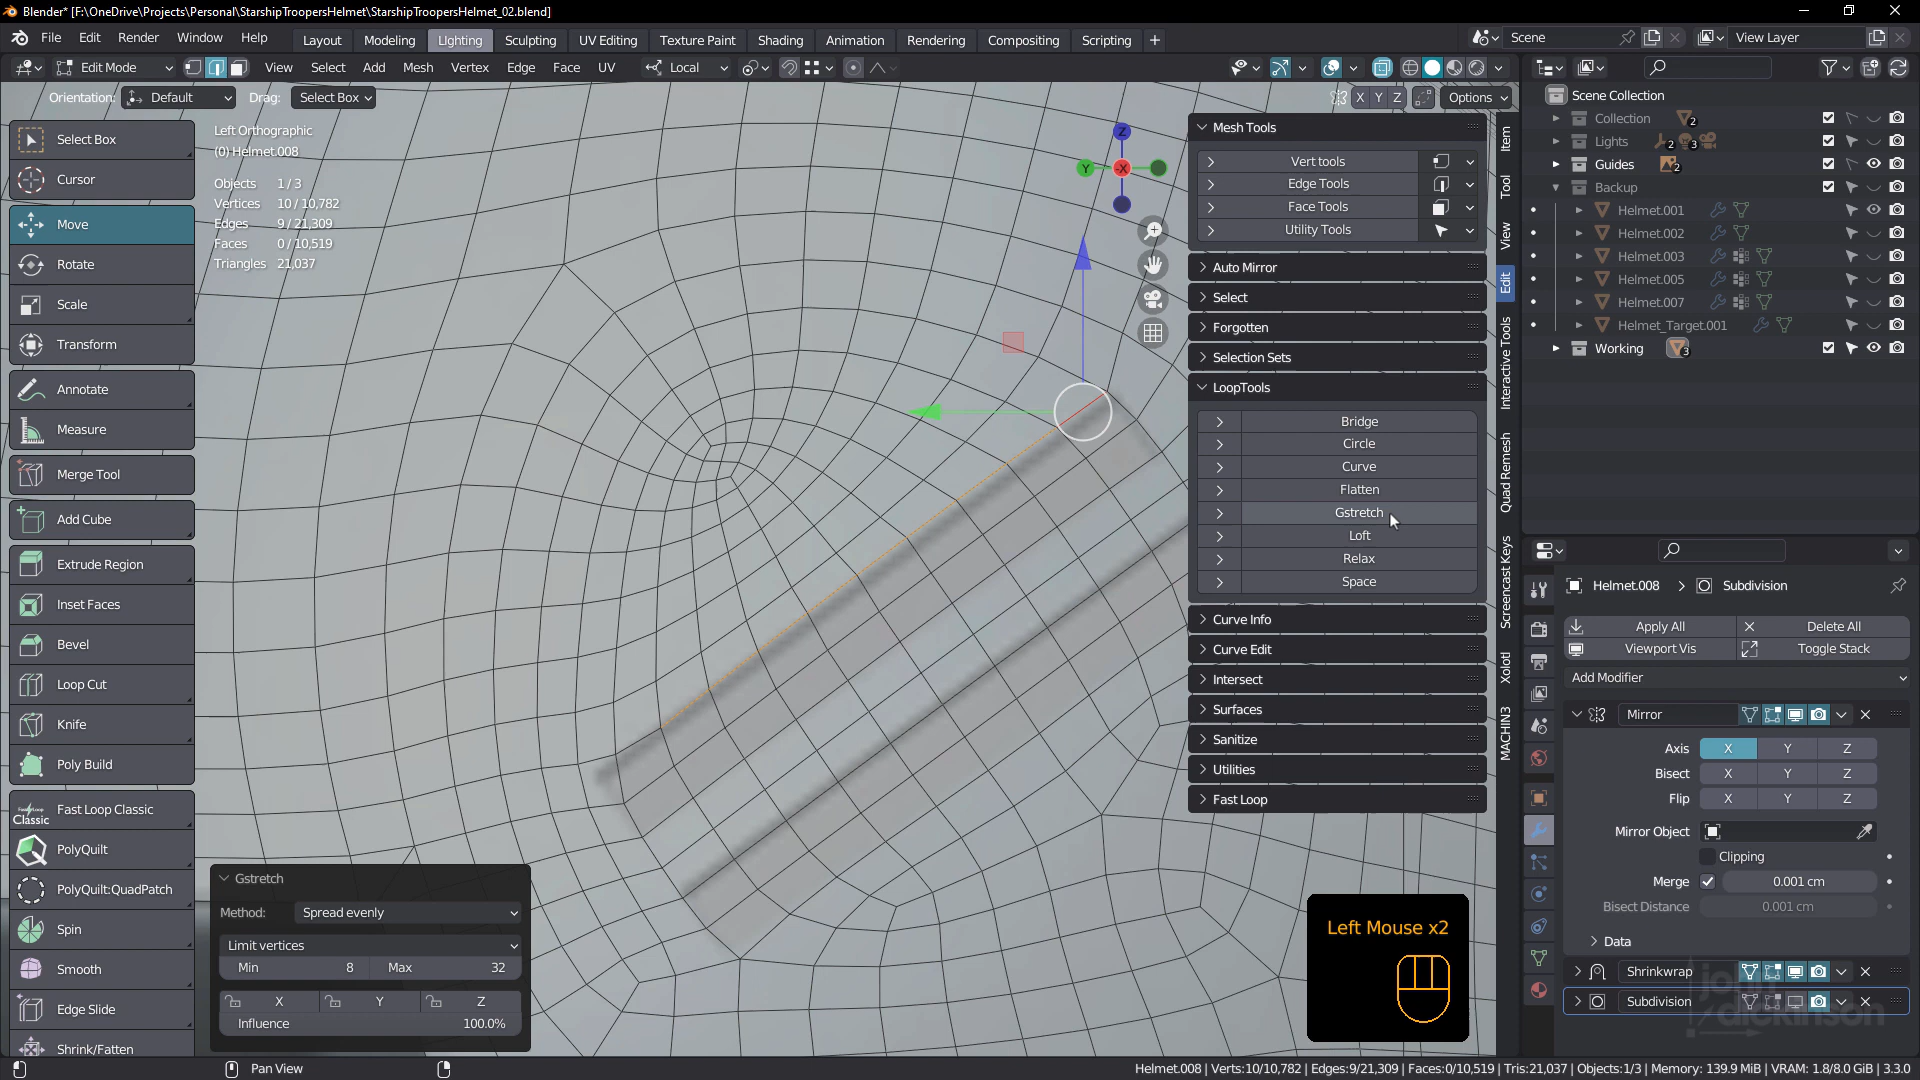 Blender* [F:\OneDrive\Projects\Personal\StarshipTroopersHelmet\StarshipTroopersHelmet_02.blend]
File Edit Render Window Help Layout Modeling Lighting Sculpting UV Editing Texture Paint Shading Animation Rendering Compositing Scripting + Scene View Layer
Edit Mode View Select Add Mesh Vertex Edge Face UV Local
Orientation: Default Drag: Select Box X Y Z Options
Left Orthographic
(0) Helmet.008
Objects 1 / 3
Vertices 10 / 10,782
Edges 9 / 21,309
Faces 0 / 10,519
Triangles 21,037
Select Box
Cursor
Move
Rotate
Scale
Transform
Annotate
Measure
Merge Tool
Add Cube
Extrude Region
Inset Faces
Bevel
Loop Cut
Knife
Poly Build
Fast Loop Classic
Classic
PolyQuilt
PolyQuilt:QuadPatch
Spin
Smooth
Edge Slide
Shrink/Fatten
Z
Y
-X
Gstretch
Method: Spread evenly
Limit vertices
Min 8 Max 32
X Y Z
Influence 100.0%
Mesh Tools
Vert tools
Edge Tools
Face Tools
Utility Tools
Auto Mirror
Select
Forgotten
Selection Sets
LoopTools
Bridge
Circle
Curve
Flatten
Gstretch
Loft
Relax
Space
Curve Info
Curve Edit
Intersect
Surfaces
Sanitize
Utilities
Fast Loop
Left Mouse x2
Item
Tool
View
Edit
Interactive Tools
Quad Remesh
Screencast Keys
Xolotl
MACHIN3
Scene Collection
Collection 2
Lights 2 3
Guides 2
Backup
Helmet.001
Helmet.002
Helmet.003
Helmet.005
Helmet.007
Helmet_Target.001
Working 3
Helmet.008 > Subdivision
Apply All Delete All
Viewport Vis Toggle Stack
Add Modifier
Mirror
Axis X Y Z
Bisect X Y Z
Flip X Y Z
Mirror Object
Clipping
Merge 0.001 cm
Bisect Distance 0.001 cm
Data
Shrinkwrap
Subdivision
john
dickinson
Pan View
Helmet.008 | Verts:10/10,782 | Edges:9/21,309 | Faces:0/10,519 | Tris:21,037 | Objects:1/3 | Memory: 139.9 MiB | VRAM: 1.8/8.0 GiB | 3.3.0